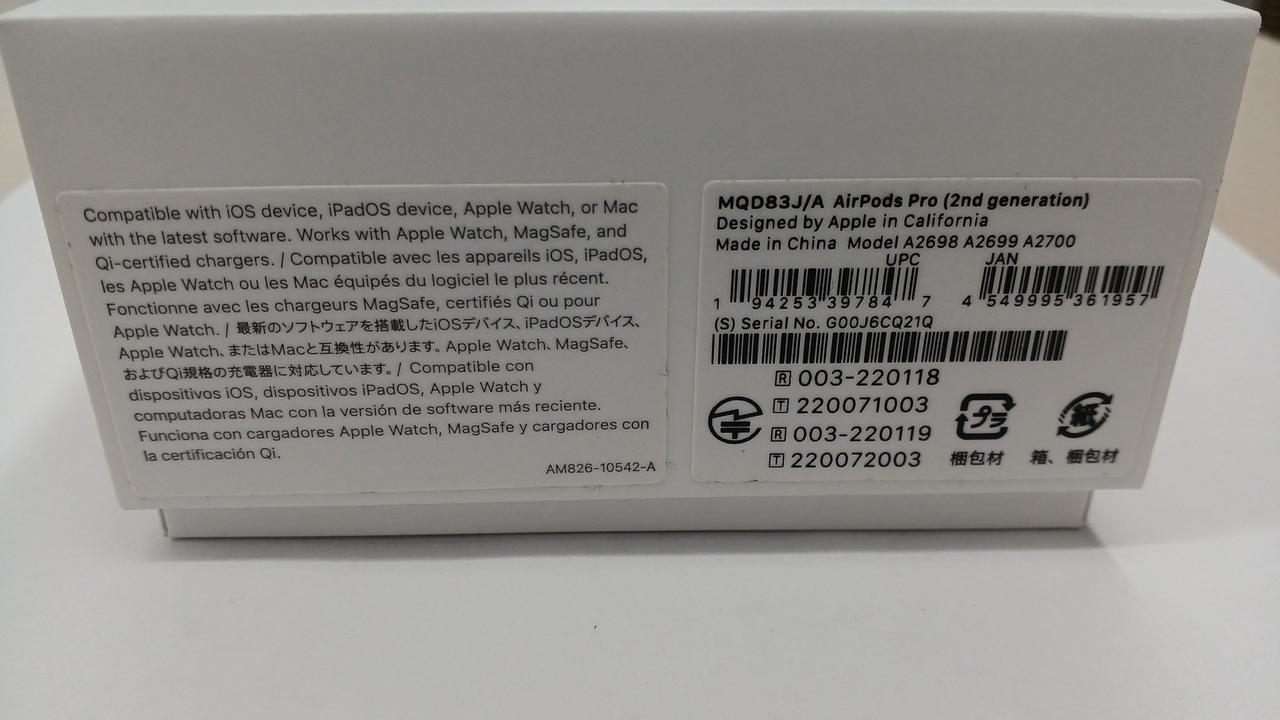 Compatible with iOS device, iPadOS device, Apple Watch, or Mac
with the latest software. Works with Apple Watch, MagSafe, and
Qi-certified chargers. / Compatible avec les appareils iOS, iPadOS,
les Apple Watch ou les Mac équipés du logiciel le plus récent.
Fonctionne avec les chargeurs MagSafe, certifiés Qi ou pour
Apple Watch. / 最新のソフトウェアを搭載したiOSデバイス、iPadOSデバイス、
Apple Watch、またはMacと互換性があります。Apple Watch、MagSafe、
およびQi規格の充電器に対応しています。/ Compatible con
dispositivos iOS, dispositivos iPadOS, Apple Watch y
computadoras Mac con la versión de software más reciente.
Funciona con cargadores Apple Watch, MagSafe y cargadores con
la certificación Qi.
AM826-10542-A
MQD83J/A AirPods Pro (2nd generation)
Designed by Apple in California
Made in China Model A2698 A2699 A2700
UPC JAN
1 94253 39784 7 4 549995 361957
(S) Serial No. G00J6CQ21Q
R 003-220118
T 220071003
R 003-220119
T 220072003
プラ 紙
梱包材 箱、梱包材